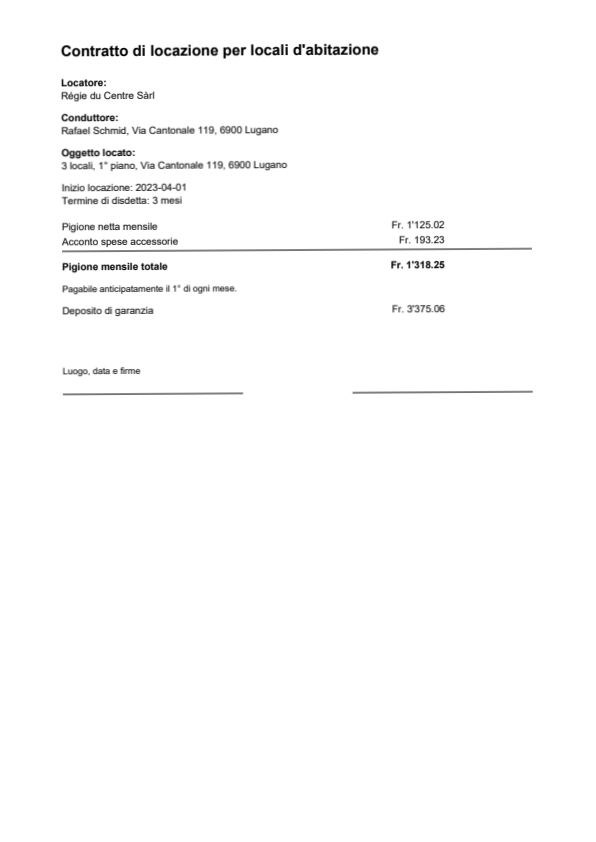 Contratto di locazione per locali d'abitazione
Locatore:
Régie du Centre Sàrl
Conduttore:
Rafael Schmid, Via Cantonale 119, 6900 Lugano
Oggetto locato:
3 locali, 1° piano, Via Cantonale 119, 6900 Lugano
Inizio locazione: 2023-04-01
Termine di disdetta: 3 mesi
Pigione netta mensile Fr. 1'125.02
Acconto spese accessorie Fr. 193.23
Pigione mensile totale Fr. 1'318.25
Pagabile anticipatamente il 1° di ogni mese.
Deposito di garanzia Fr. 3'375.06
Luogo, data e firme